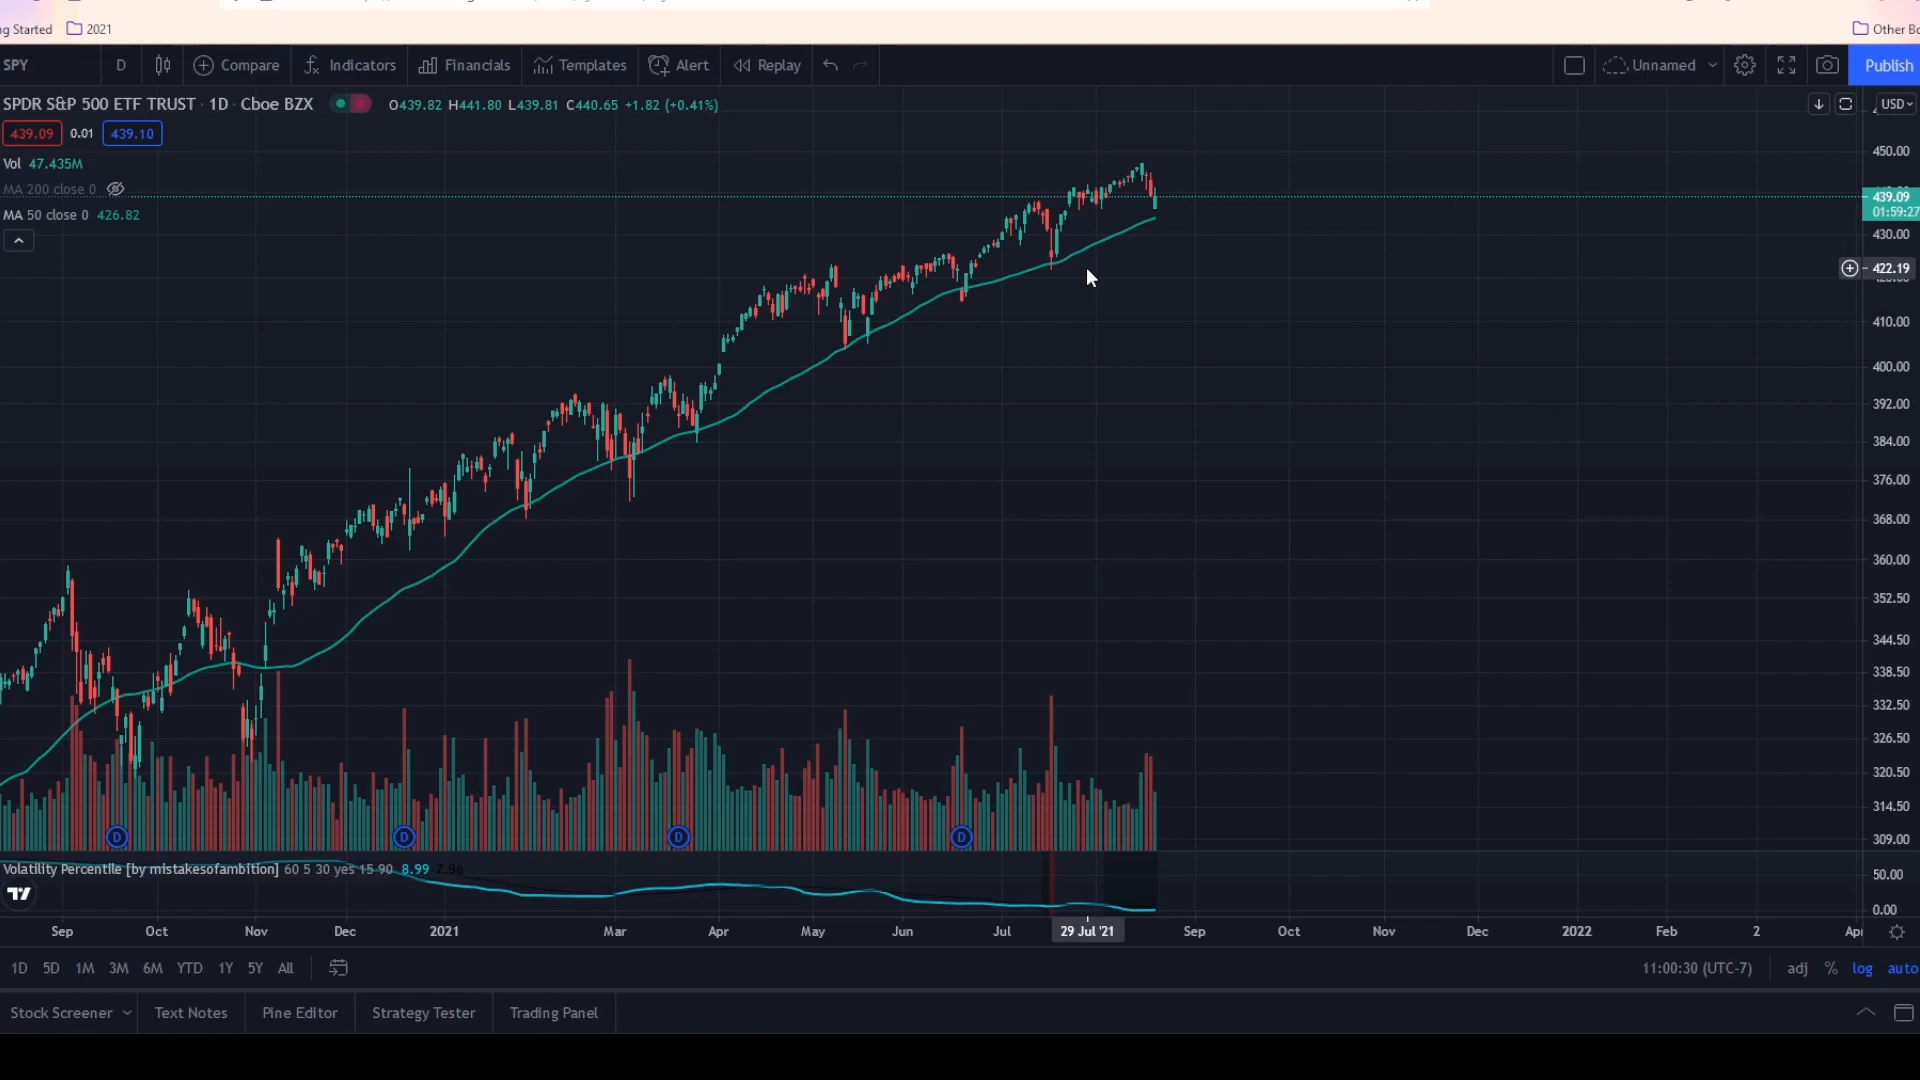 ng Started 2021 Other Bo
SPY D Compare Indicators Financials Templates Alert Replay Unnamed Publish
SPDR S&P 500 ETF TRUST · 1D · Cboe BZX O439.82 H441.80 L439.81 C440.65 +1.82 (+0.41%) USD
439.09 0.01 439.10
450.00
Vol 47.435M
MA 200 close 0
439.09
01:59:27
MA 50 close 0 426.82
430.00
422.19
410.00
400.00
392.00
384.00
376.00
368.00
360.00
352.50
344.50
338.50
332.50
326.50
320.50
314.50
309.00
D D D D
Volatility Percentile [by mistakesofambition] 60 5 30 yes 15 90 8.99 7.96
50.00
0.00
Sep Oct Nov Dec 2021 Mar Apr May Jun Jul 29 Jul '21 Sep Oct Nov Dec 2022 Feb 2 Ap
1D 5D 1M 3M 6M YTD 1Y 5Y All 11:00:30 (UTC-7) adj % log auto
Stock Screener Text Notes Pine Editor Strategy Tester Trading Panel